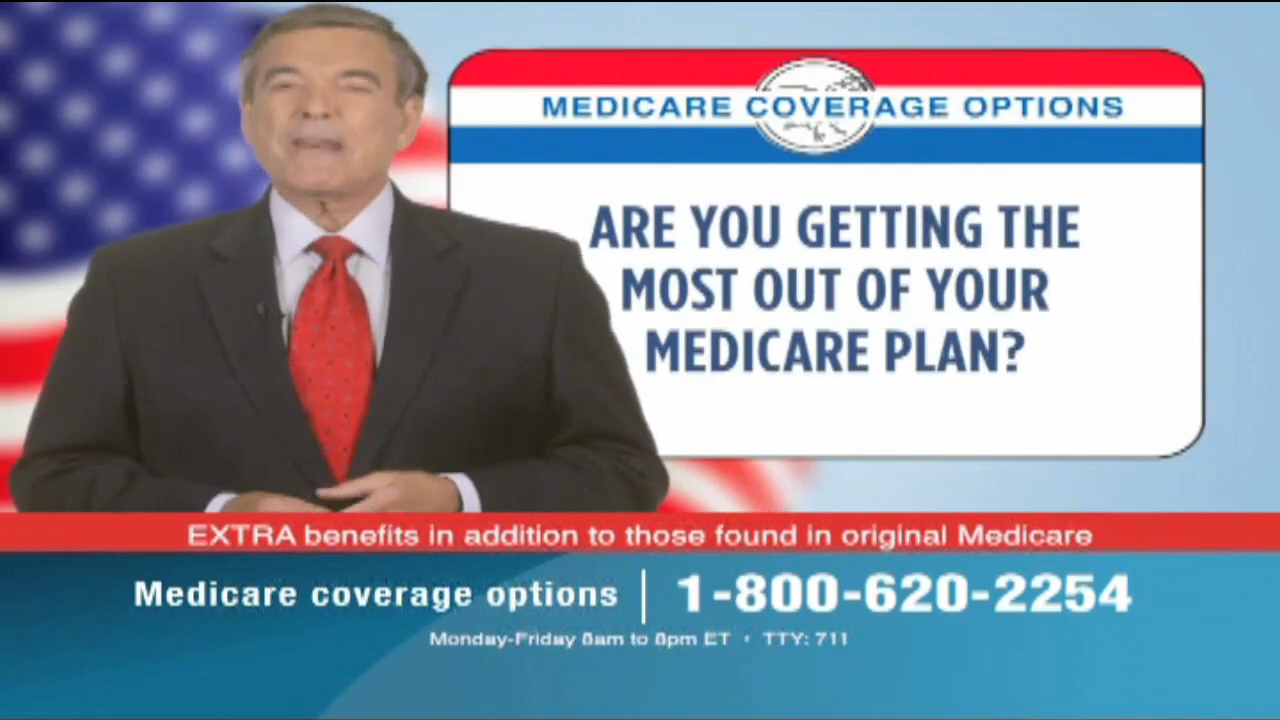 MEDICARE COVERAGE OPTIONS
ARE YOU GETTING THE
MOST OUT OF YOUR
MEDICARE PLAN?
EXTRA benefits in addition to those found in original Medicare
Medicare coverage options | 1-800-620-2254
Monday-Friday 8am to 8pm ET • TTY: 711